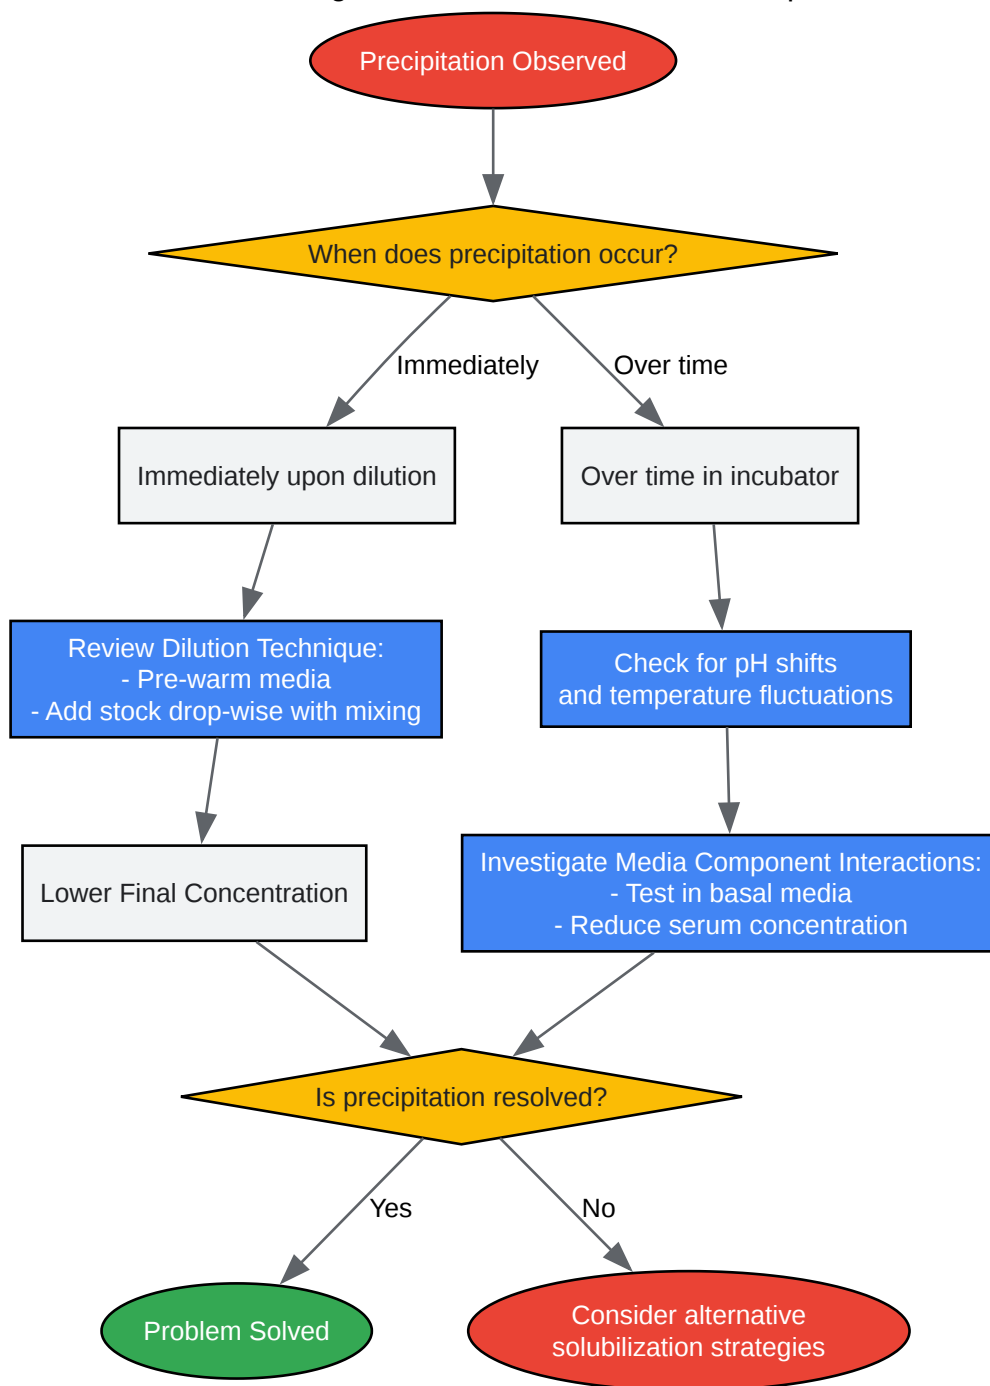 Precipitation Observed
When does precipitation occur?
Immediately
Over time
Immediately upon dilution
Over time in incubator
Review Dilution Technique:
- Pre-warm media
- Add stock drop-wise with mixing
Check for pH shifts
and temperature fluctuations
Lower Final Concentration
Investigate Media Component Interactions:
- Test in basal media
- Reduce serum concentration
Is precipitation resolved?
Yes
No
Problem Solved
Consider alternative
solubilization strategies